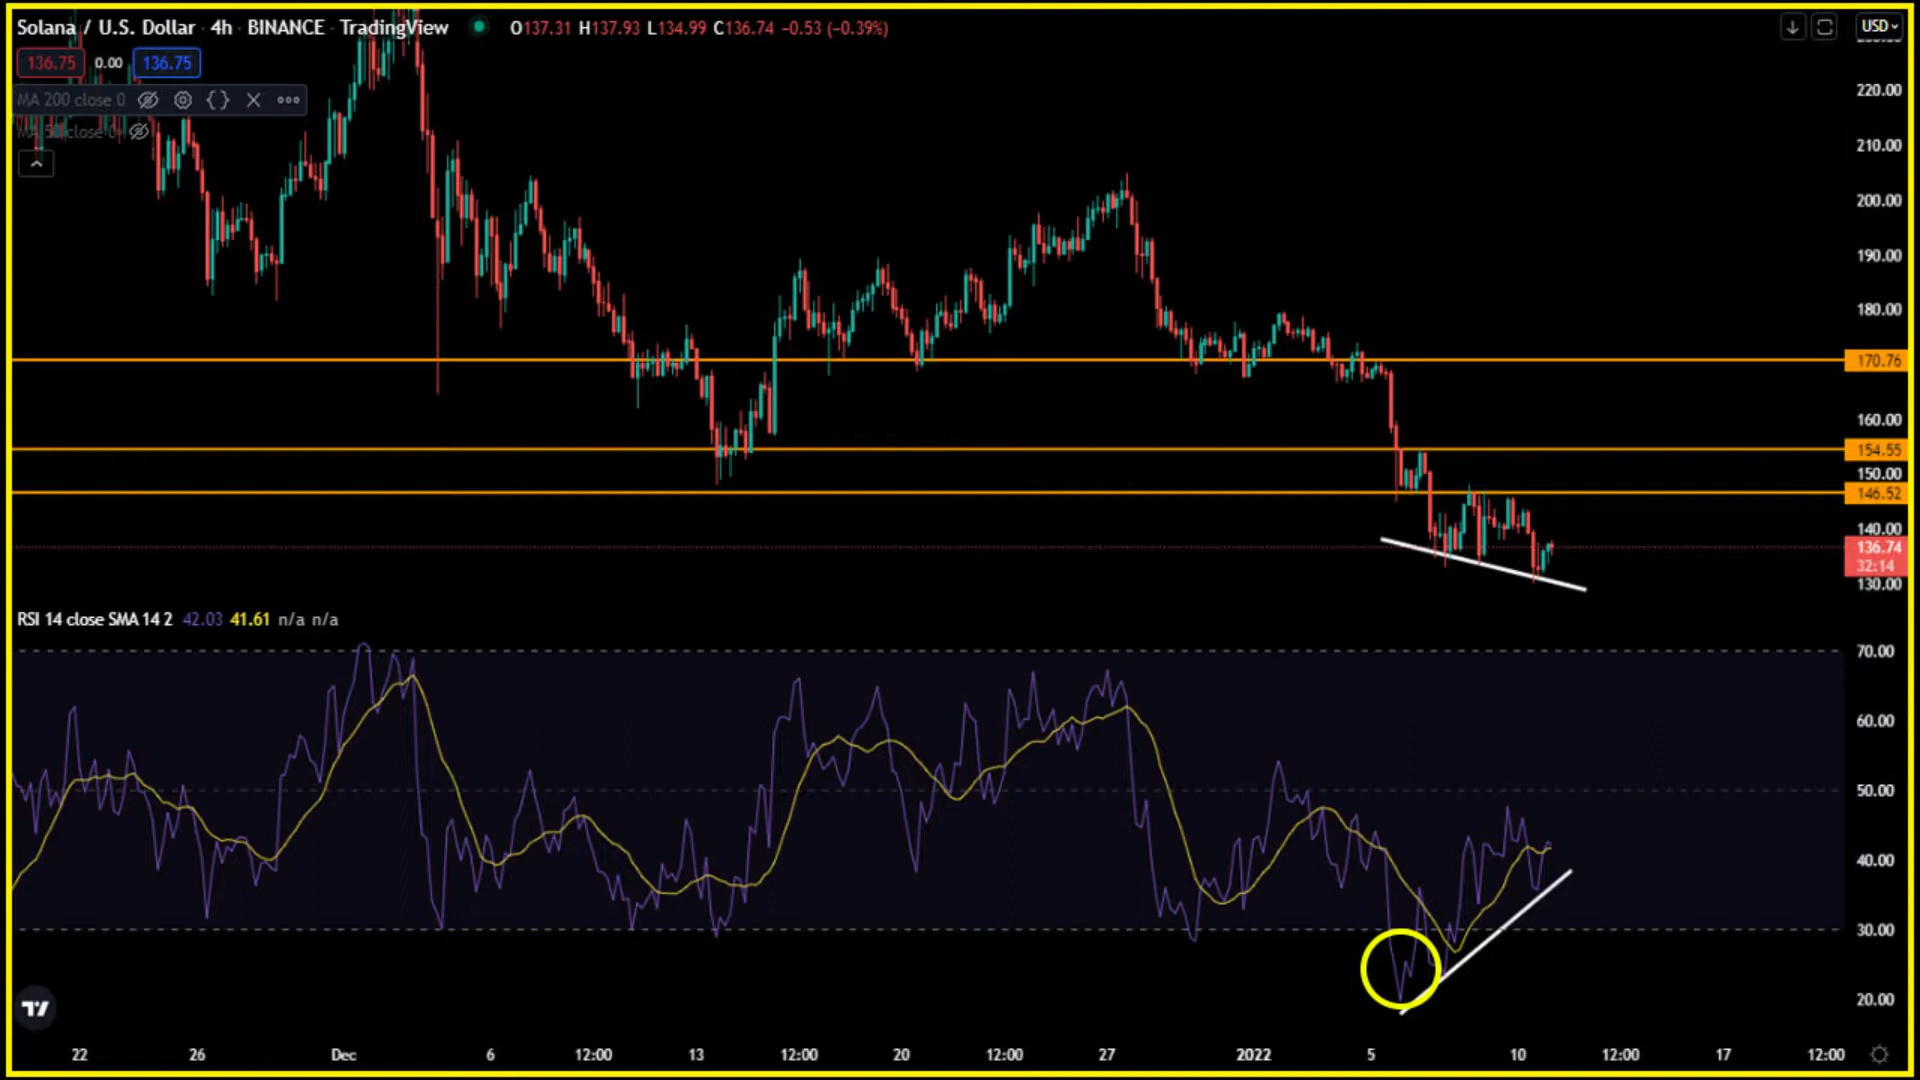 Solana / U.S. Dollar · 4h · BINANCE · TradingView O137.31 H137.93 L134.99 C136.74 −0.53 (−0.39%)
USD
136.75 0.00 136.75
MA 200 close 0
MA 50 close 0
220.00
210.00
200.00
190.00
180.00
170.76
160.00
154.55
150.00
146.52
140.00
136.74
32:14
130.00
RSI 14 close SMA 14 2 42.03 41.61 n/a n/a
70.00
60.00
50.00
40.00
30.00
20.00
22 26 Dec 6 12:00 13 12:00 20 12:00 27 2022 5 10 12:00 17 12:00